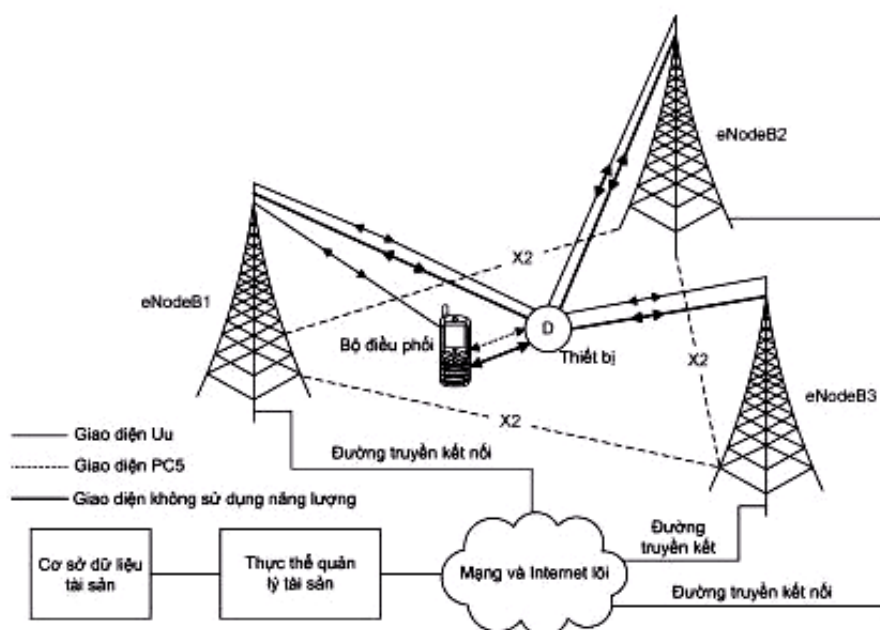 eNodeB2
X2
eNodeB1
D
Bộ điều phối
Thiết bị
X2
eNodeB3
X2
Giao diện Uu
Đường truyền kết nối
Giao diện PC5
Giao diện không sử dụng năng lượng
Đường
truyền kết
Cơ sở dữ liệu
tài sản
Thực thể quản
lý tài sản
Mạng và Internet lõi
Đường truyền kết nối